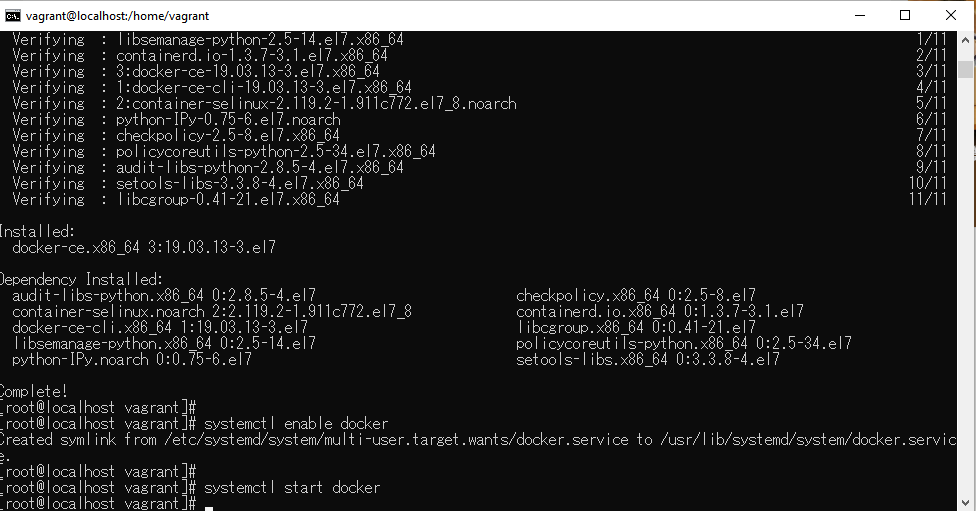 vagrant@localhost:/home/vagrant
Verifying : libsemanage-python-2.5-14.el7.x86_64 1/11
Verifying : containerd.io-1.3.7-3.1.el7.x86_64 2/11
Verifying : 3:docker-ce-19.03.13-3.el7.x86_64 3/11
Verifying : 1:docker-ce-cli-19.03.13-3.el7.x86_64 4/11
Verifying : 2:container-selinux-2.119.2-1.911c772.el7_8.noarch 5/11
Verifying : python-IPy-0.75-6.el7.noarch 6/11
Verifying : checkpolicy-2.5-8.el7.x86_64 7/11
Verifying : policycoreutils-python-2.5-34.el7.x86_64 8/11
Verifying : audit-libs-python-2.8.5-4.el7.x86_64 9/11
Verifying : setools-libs-3.3.8-4.el7.x86_64 10/11
Verifying : libcgroup-0.41-21.el7.x86_64 11/11
Installed:
docker-ce.x86_64 3:19.03.13-3.el7
Dependency Installed:
audit-libs-python.x86_64 0:2.8.5-4.el7 checkpolicy.x86_64 0:2.5-8.el7
container-selinux.noarch 2:2.119.2-1.911c772.el7_8 containerd.io.x86_64 0:1.3.7-3.1.el7
docker-ce-cli.x86_64 1:19.03.13-3.el7 libcgroup.x86_64 0:0.41-21.el7
libsemanage-python.x86_64 0:2.5-14.el7 policycoreutils-python.x86_64 0:2.5-34.el7
python-IPy.noarch 0:0.75-6.el7 setools-libs.x86_64 0:3.3.8-4.el7
Complete!
[root@localhost vagrant]#
[root@localhost vagrant]# systemctl enable docker
Created symlink from /etc/systemd/system/multi-user.target.wants/docker.service to /usr/lib/systemd/system/docker.servic
e.
[root@localhost vagrant]#
[root@localhost vagrant]# systemctl start docker
[root@localhost vagrant]#